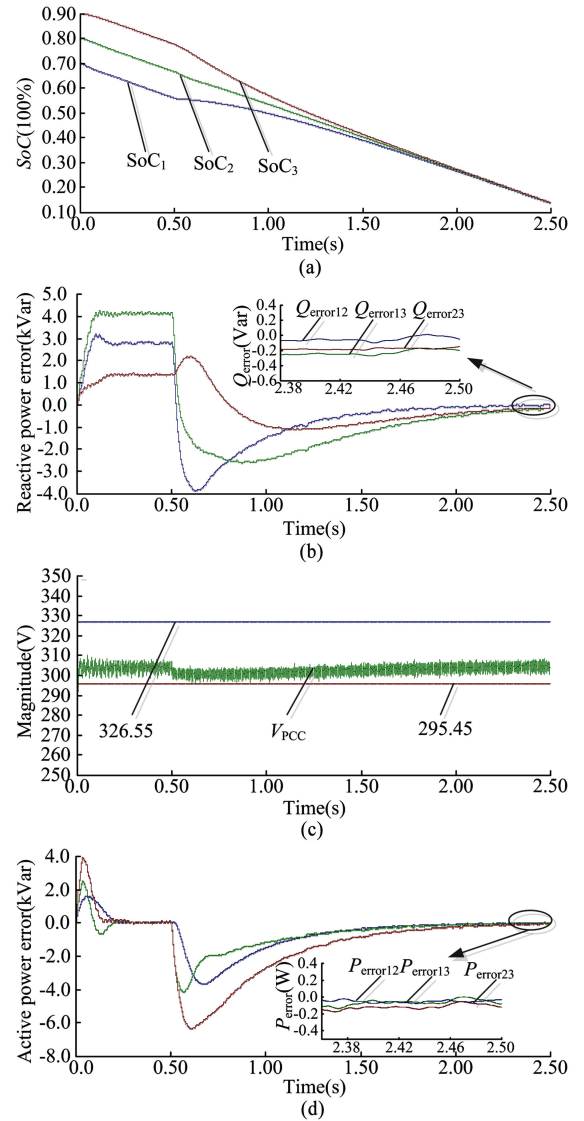 SoC(100%)
0.90
0.80
0.70
0.60
0.50
0.40
0.30
0.20
0.10
SoC1
SoC2
SoC3
0.0 0.50 1.00 1.50 2.00 2.50
Time(s)
(a)
Reactive power error(kVar)
5.0
4.0
3.0
2.0
1.0
0.0
-1.0
-2.0
-3.0
-4.0
Qerror(Var)
0.4
0.2
0.0
-0.2
-0.4
-0.6
Qerror12 Qerror13 Qerror23
2.38 2.42 2.46 2.50
0.0 0.50 1.00 1.50 2.00 2.50
Time(s)
(b)
Magnitude(V)
350
340
330
320
310
300
290
280
270
260
250
326.55
VPCC
295.45
0.0 0.50 1.00 1.50 2.00 2.50
Time(s)
(c)
Active power error(kVar)
4.0
2.0
0.0
-2.0
-4.0
-6.0
-8.0
Perror(W)
0.4
0.2
0.0
-0.2
-0.4
Perror12 Perror13 Perror23
2.38 2.42 2.46 2.50
0.0 0.50 1.00 1.50 2.00 2.50
Time(s)
(d)